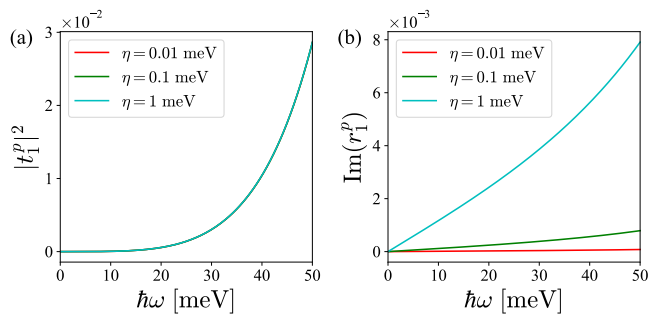 (a)
×10⁻²
|t₁ᵖ|²
3
2
1
0
η = 0.01 meV
η = 0.1 meV
η = 1 meV
0 10 20 30 40 50
ħω [meV]
(b)
×10⁻³
Im(r₁ᵖ)
8
6
4
2
0
η = 0.01 meV
η = 0.1 meV
η = 1 meV
0 10 20 30 40 50
ħω [meV]